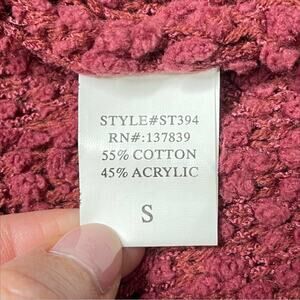 STYLE#ST394
RN#:137839
55% COTTON
45% ACRYLIC
S